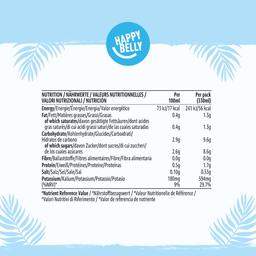 HAPPY
BELLY
NUTRITION / NÄHRWERTE / VALEURS NUTRITIONNELLES / Per Per pack
VALORI NUTRIZIONALI / NUTRICIÓN 100ml (330ml)
Energy/Energie/Énergie/Energia/Valor energético 73 kJ/17 kcal 241 kJ/56 kcal
Fat/Fett/Matières grasses/Grassi/Grasas 0.4g 1.3g
of which saturates/davon gesättigte Fettsäuren/dont acides
gras saturés/di cui acidi grassi saturi/de las cuales saturadas 0.4g 1.3g
Carbohydrate/Kohlenhydrate/Glucides/Carboidrati/
Hidratos de carbono 2.9g 9.6g
of which sugars/davon Zucker/dont sucres/di cui zuccheri/
de los cuales azúcares 2.6g 8.6g
Fibre/Ballaststoffe/Fibres alimentaires/Fibre/Fibra alimentaria 0.0g 0.0g
Protein/Eiweiß/Protéines/Proteine/Proteínas 0.5g 1.7g
Salt/Salz/Sel/Sale/Sal 0.10g 0.33g
Potassium/Kalium/Potassium/Potassio/Potasio 180mg 594mg
(%NRV)* 9% 29.7%
*Nutrient Reference Value / *Nährstoffbezugswert / *Valeur Nutritionnelle de Référence /
*Valori Nutritivi di Riferimento / *Valor de referencia de nutriente